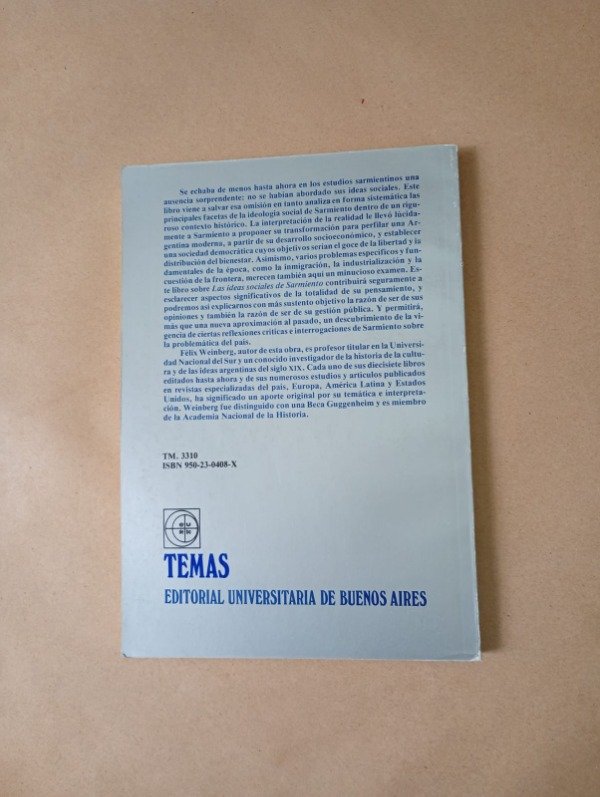 Se echaba de menos hasta ahora en los estudios sarmientinos una
ausencia sorprendente: no se habían abordado sus ideas sociales. Este
libro viene a salvar esa omisión en tanto analiza en forma sistemática las
principales facetas de la ideología social de Sarmiento dentro de un rigu-
roso contexto histórico. La interpretación de la realidad le llevó lúcida-
mente a Sarmiento a proponer su transformación para perfilar una Ar-
gentina moderna, a partir de su desarrollo socioeconómico, y establecer
una sociedad democrática cuyos objetivos serían el goce de la libertad y la
distribución del bienestar. Asimismo, varios problemas específicos y fun-
damentales de la época, como la inmigración, la industrialización y la
cuestión de la frontera, merecen también aquí un minucioso examen. Es-
te libro sobre Las ideas sociales de Sarmiento contribuirá seguramente a
esclarecer aspectos significativos de la totalidad de su pensamiento, y
podremos así explicarnos con más sustento objetivo la razón de ser de sus
opiniones y también la razón de ser de su gestión pública. Y permitirá,
más que una nueva aproximación al pasado, un descubrimiento de la vi-
gencia de ciertas reflexiones críticas e interrogaciones de Sarmiento sobre
la problemática del país.
Félix Weinberg, autor de esta obra, es profesor titular en la Universi-
dad Nacional del Sur y un conocido investigador de la historia de la cultu-
ra y de las ideas argentinas del siglo XIX. Cada uno de sus diecisiete libros
editados hasta ahora y de sus numerosos estudios y artículos publicados
en revistas especializadas del país, Europa, América Latina y Estados
Unidos, ha significado un aporte original por su temática e interpreta-
ción. Weinberg fue distinguido con una Beca Guggenheim y es miembro
de la Academia Nacional de la Historia.
TM. 3310
ISBN 950-23-0408-X
TEMAS
EDITORIAL UNIVERSITARIA DE BUENOS AIRES